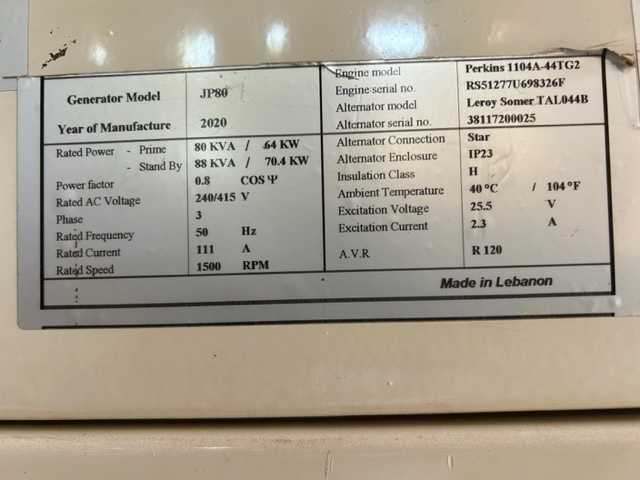 Generator Model JP80
Year of Manufacture 2020
Rated Power - Prime 80 KVA / 64 KW
- Stand By 88 KVA / 70.4 KW
Power factor 0.8 COS Ψ
Rated AC Voltage 240/415 V
Phase 3
Rated Frequency 50 Hz
Rated Current 111 A
Rated Speed 1500 RPM
Engine model Perkins 1104A-44TG2
Engine serial no. RS51277U698326F
Alternator model Leroy Somer TAL044B
Alternator serial no. 38117200025
Alternator Connection Star
Alternator Enclosure IP23
Insulation Class H
Ambient Temperature 40 °C / 104 °F
Excitation Voltage 25.5 V
Excitation Current 2.3 A
A.V.R R 120
Made in Lebanon